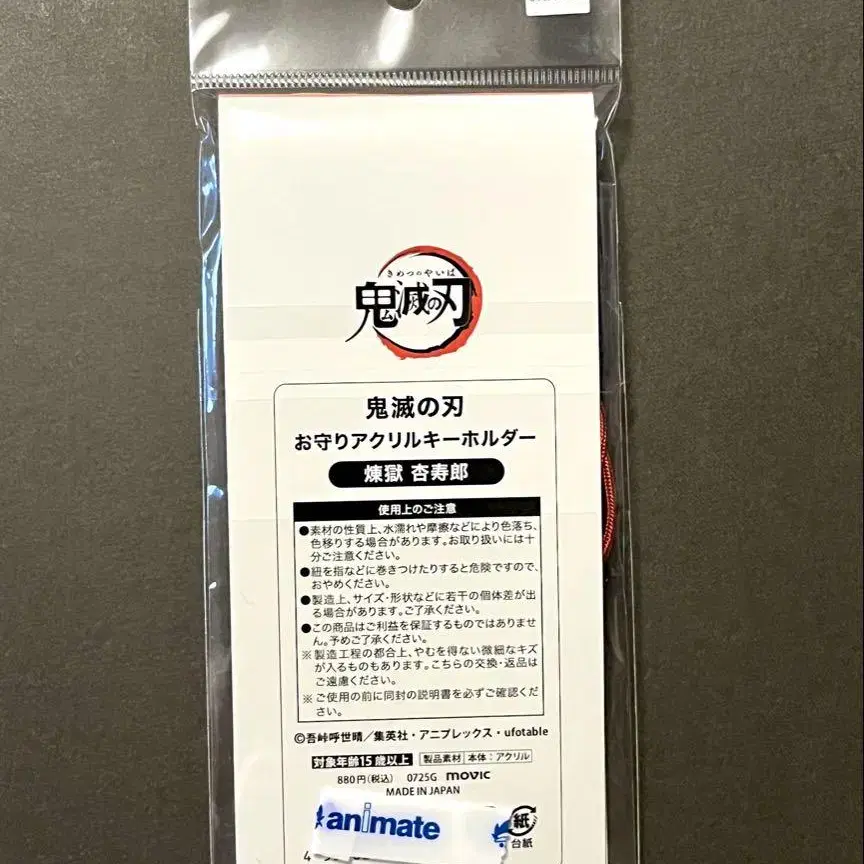 きめつのやいば
鬼滅の刃
鬼滅の刃
お守りアクリルキーホルダー
煉獄 杏寿郎
使用上のご注意
●素材の性質上、水濡れや摩擦などにより色落ち、
色移りする場合があります。お取り扱いには十
分ご注意ください。
●紐を指などに巻きつけたりすると危険ですので、
おやめください。
●製造上、サイズ・形状などに若干の個体差が出
る場合があります。ご了承ください。
●この商品はご利益を保証するものではありませ
ん。予めご了承ください。
※製造工程の都合上、やむを得ない微細なキズ
が入るものもあります。こちらの交換・返品は
ご遠慮ください。
※ご使用の前に同封の説明書を必ずご確認くだ
さい。
©吾峠呼世晴／集英社・アニプレックス・ufotable
対象年齢15歳以上 製品素材 本体：アクリル
880円(税込) 0725G movic
MADE IN JAPAN
animate
紙
台紙